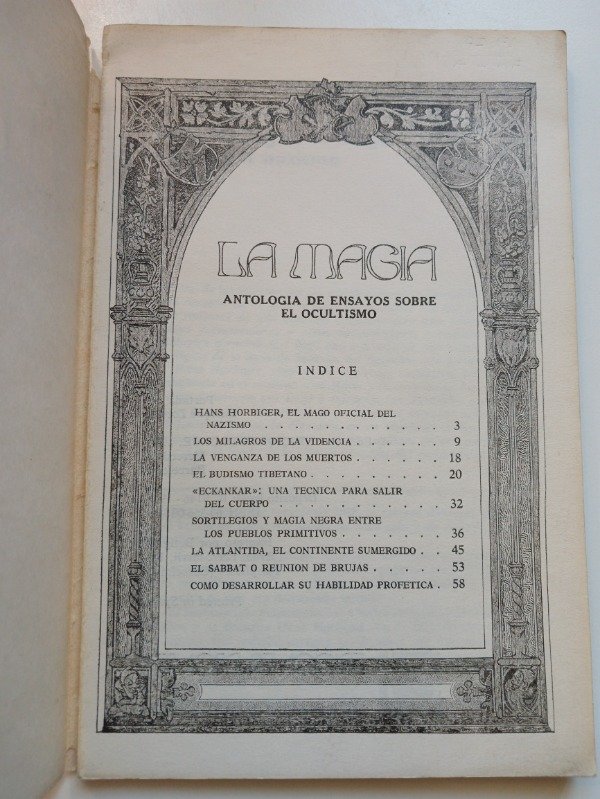 LA MAGIA
ANTOLOGIA DE ENSAYOS SOBRE
EL OCULTISMO
INDICE
HANS HORBIGER, EL MAGO OFICIAL DEL
NAZISMO . . . . . . . . . . . . 3
LOS MILAGROS DE LA VIDENCIA . . . . . . 9
LA VENGANZA DE LOS MUERTOS . . . . . . 18
EL BUDISMO TIBETANO . . . . . . . . . 20
«ECKANKAR»: UNA TECNICA PARA SALIR
DEL CUERPO . . . . . . . . . . . 32
SORTILEGIOS Y MAGIA NEGRA ENTRE
LOS PUEBLOS PRIMITIVOS . . . . . . . 36
LA ATLANTIDA, EL CONTINENTE SUMERGIDO . . 45
EL SABBAT O REUNION DE BRUJAS . . . . . 53
COMO DESARROLLAR SU HABILIDAD PROFETICA . 58